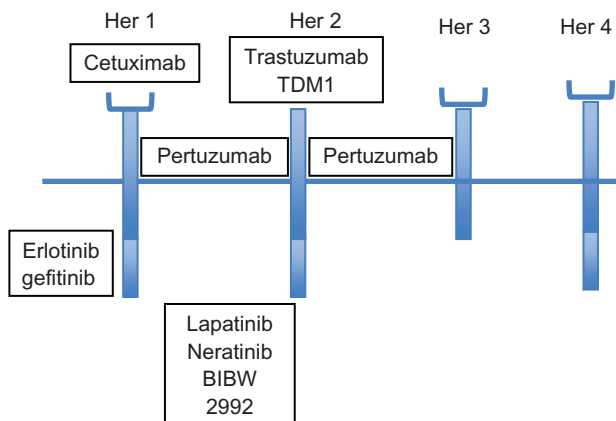 Her 1
Her 2
Her 3
Her 4
Cetuximab
Trastuzumab
TDM1
Pertuzumab
Pertuzumab
Erlotinib
gefitinib
Lapatinib
Neratinib
BIBW
2992